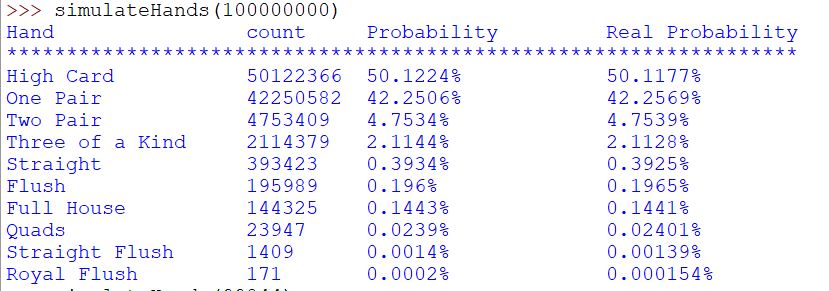 >>> simulateHands(100000000)
Hand count Probability Real Probability
******************************************************************
High Card 50122366 50.1224% 50.1177%
One Pair 42250582 42.2506% 42.2569%
Two Pair 4753409 4.7534% 4.7539%
Three of a Kind 2114379 2.1144% 2.1128%
Straight 393423 0.3934% 0.3925%
Flush 195989 0.196% 0.1965%
Full House 144325 0.1443% 0.1441%
Quads 23947 0.0239% 0.02401%
Straight Flush 1409 0.0014% 0.00139%
Royal Flush 171 0.0002% 0.000154%